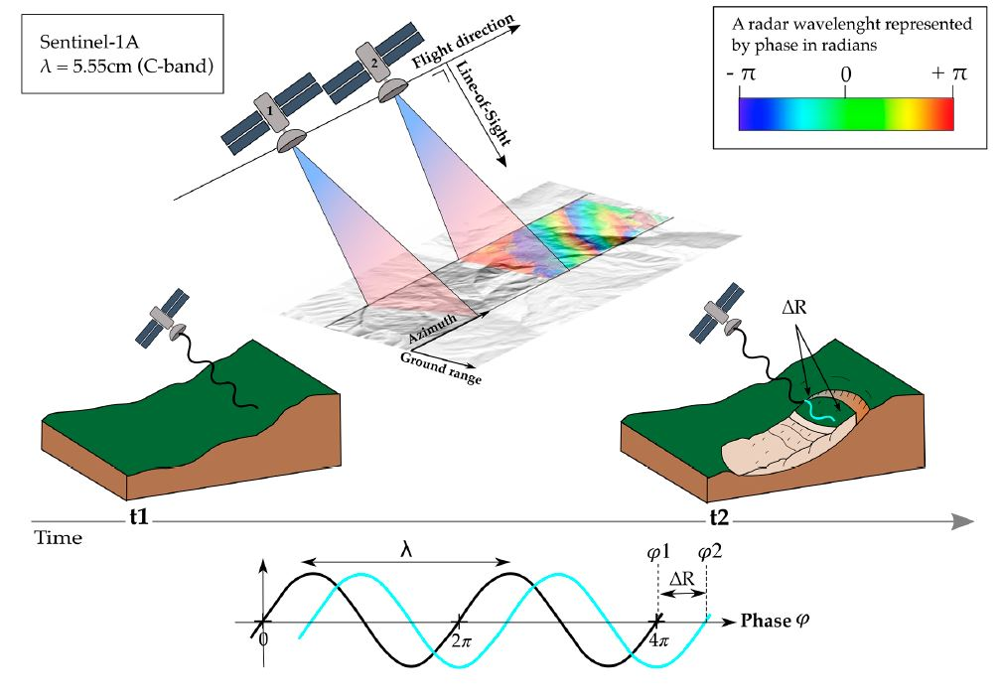 Sentinel-1A
λ = 5.55cm (C-band)
1
2
Flight direction
Line-of-Sight
A radar wavelenght represented
by phase in radians
- π 0 + π
Azimuth
Ground range
ΔR
t1
t2
Time
λ
φ1 φ2
ΔR
Phase φ
0 2π 4π